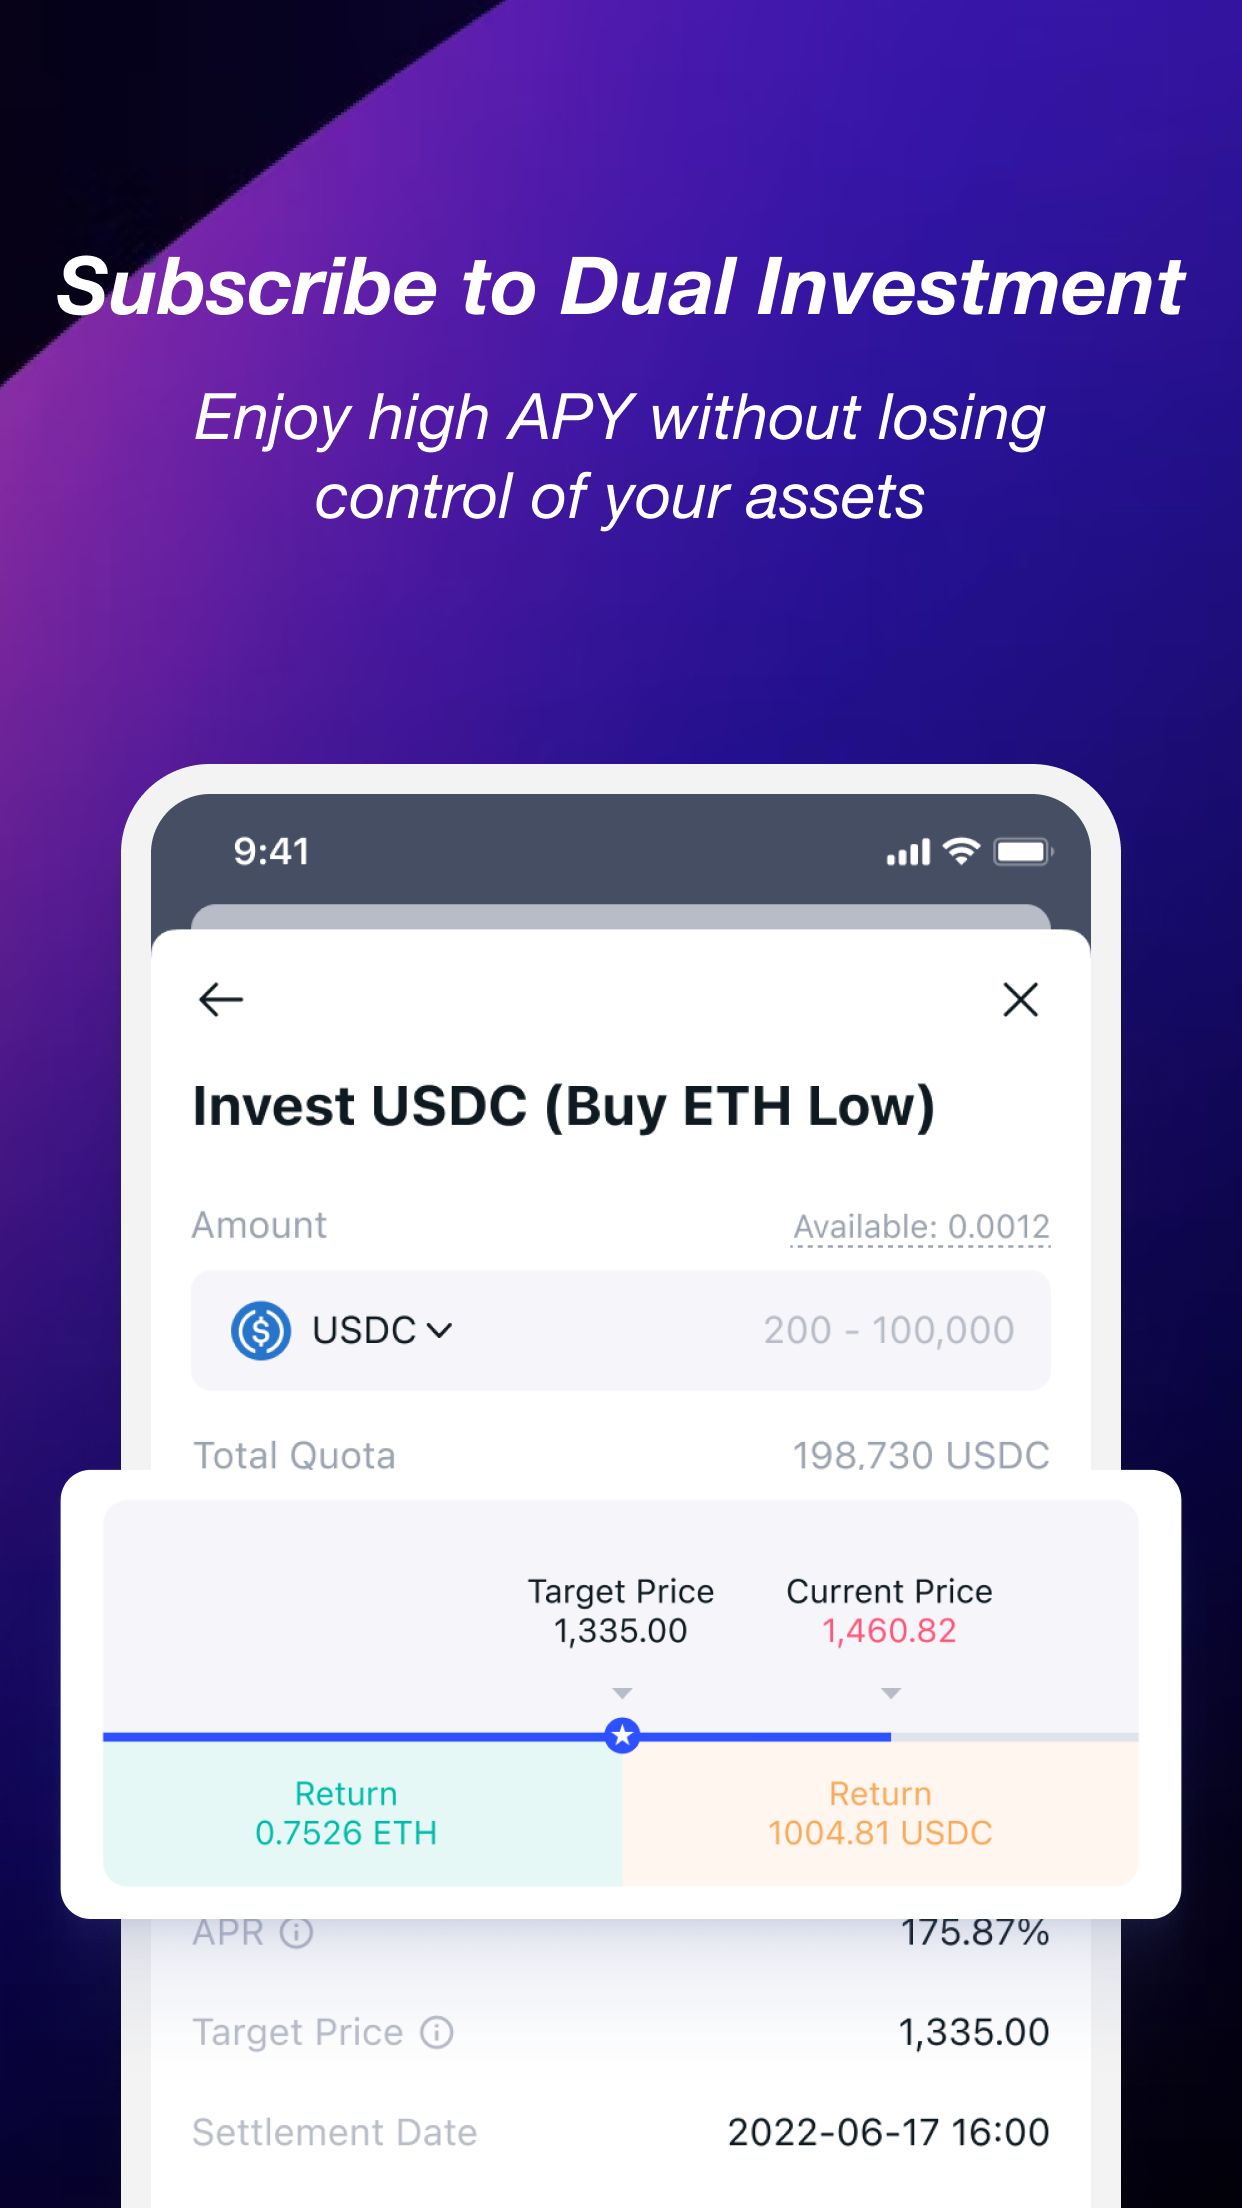 Subscribe to Dual Investment
Enjoy high APY without losing
control of your assets
9:41
Invest USDC (Buy ETH Low)
Amount
Available: 0.0012
USDC
200 - 100,000
Total Quota
198,730 USDC
Target Price
1,335.00
Current Price
1,460.82
Return
0.7526 ETH
Return
1004.81 USDC
APR
175.87%
Target Price
1,335.00
Settlement Date
2022-06-17 16:00